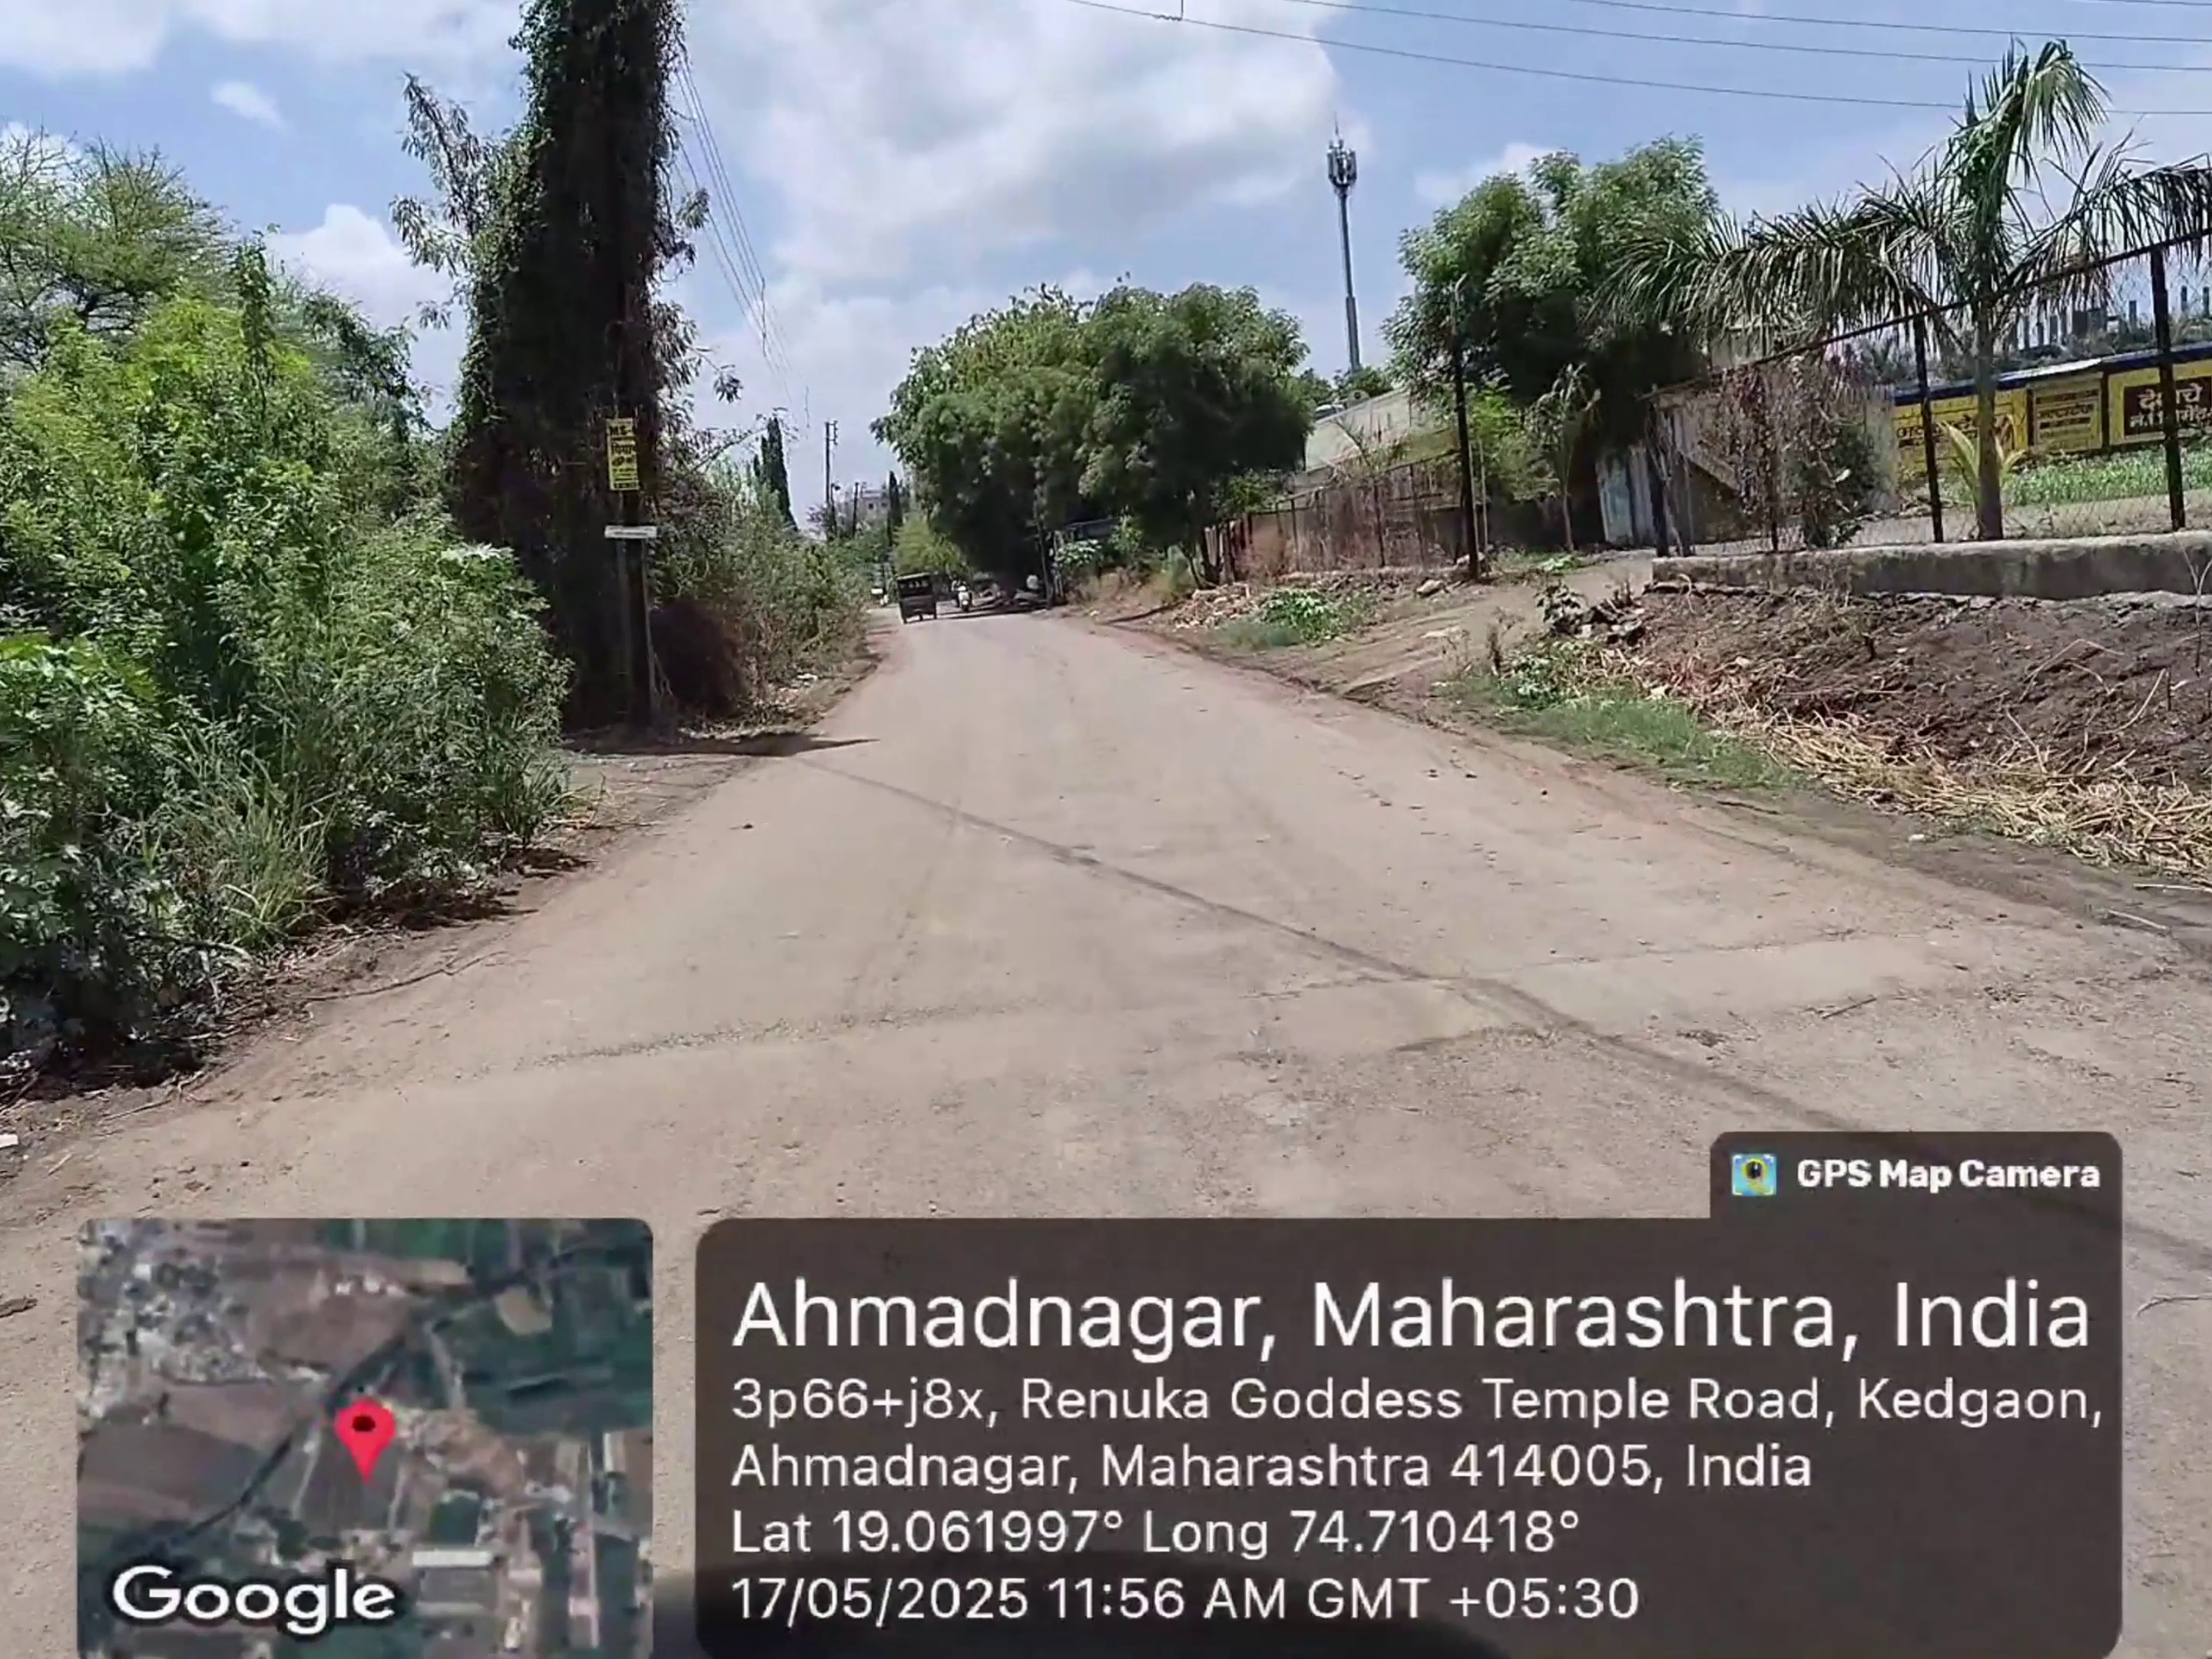 GPS Map Camera
Ahmadnagar, Maharashtra, India
3p66+j8x, Renuka Goddess Temple Road, Kedgaon,
Ahmadnagar, Maharashtra 414005, India
Lat 19.061997° Long 74.710418°
17/05/2025 11:56 AM GMT +05:30
Google